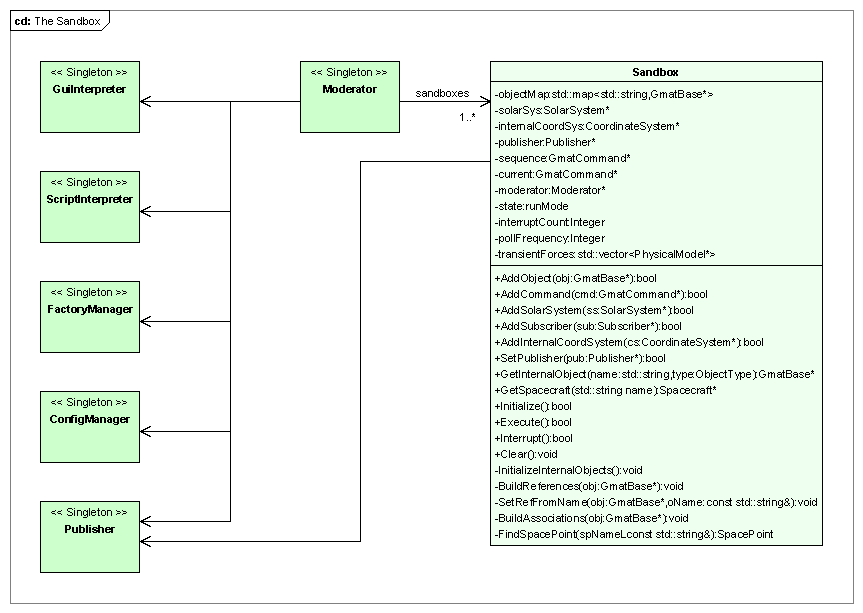 cd: The Sandbox
<< Singleton >>
GuiInterpreter
<< Singleton >>
Moderator
sandboxes
1..*
<< Singleton >>
ScriptInterpreter
<< Singleton >>
FactoryManager
<< Singleton >>
ConfigManager
<< Singleton >>
Publisher
Sandbox
-objectMap:std::map<std::string,GmatBase*>
-solarSys:SolarSystem*
-internalCoordSys:CoordinateSystem*
-publisher:Publisher*
-sequence:GmatCommand*
-current:GmatCommand*
-moderator:Moderator*
-state:runMode
-interruptCount:Integer
-pollFrequency:Integer
-transientForces:std::vector<PhysicalModel*>
+AddObject(obj:GmatBase*):bool
+AddCommand(cmd:GmatCommand*):bool
+AddSolarSystem(ss:SolarSystem*):bool
+AddSubscriber(sub:Subscriber*):bool
+AddInternalCoordSystem(cs:CoordinateSystem*):bool
+SetPublisher(pub:Publisher*):bool
+GetInternalObject(name:std::string,type:ObjectType):GmatBase*
+GetSpacecraft(std::string name):Spacecraft*
+Initialize():bool
+Execute():bool
+Interrupt():bool
+Clear():void
-InitializeInternalObjects():void
-BuildReferences(obj:GmatBase*):void
-SetRefFromName(obj:GmatBase*,oName:const std::string&):void
-BuildAssociations(obj:GmatBase*):void
-FindSpacePoint(spNameLconst std::string&):SpacePoint